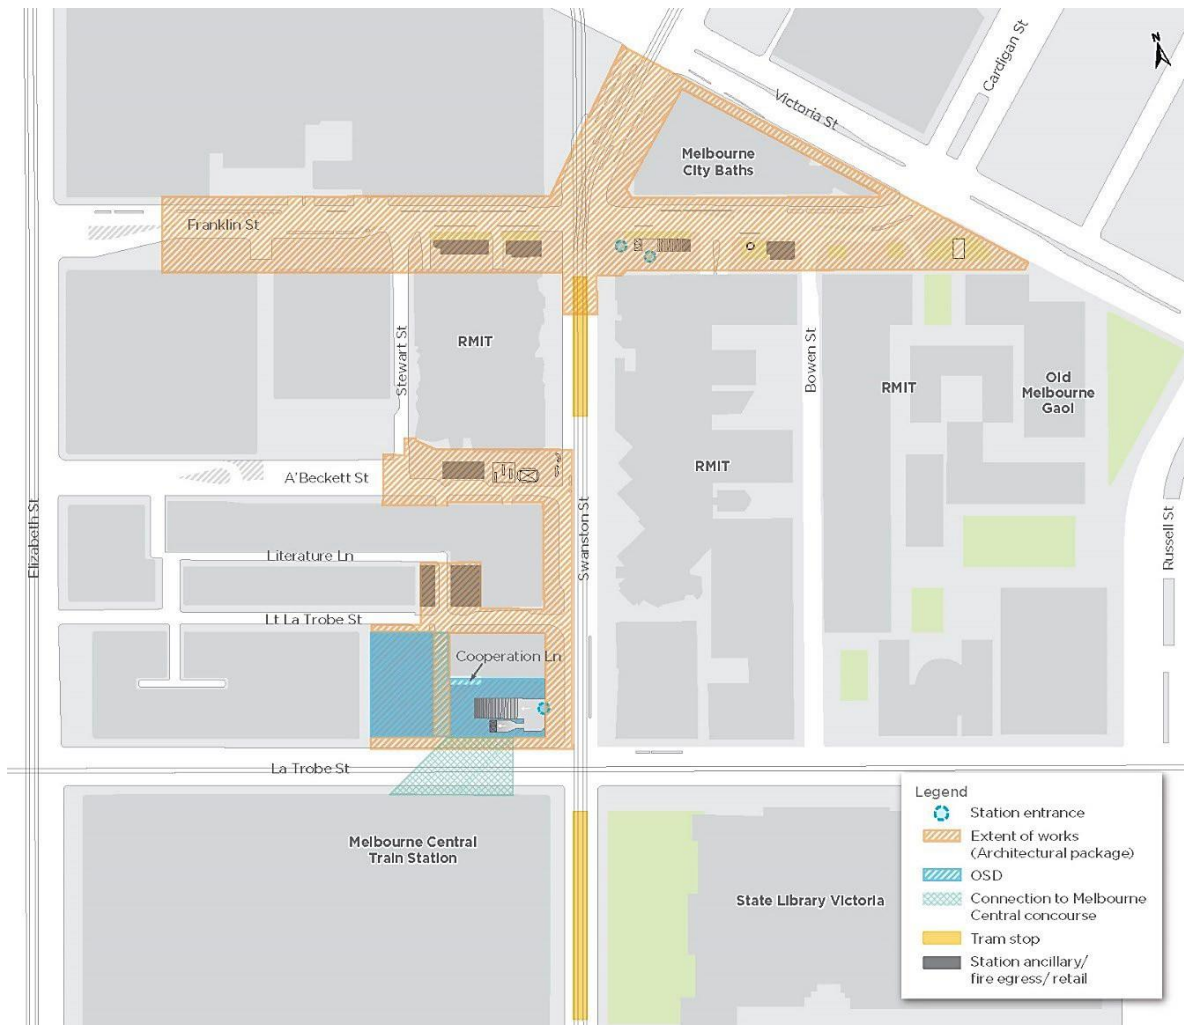 N
Cardigan St
Victoria St
Melbourne
City Baths
Franklin St
Stewart St
RMIT
Bowen St
RMIT
Old
Melbourne
Gaol
RMIT
A'Beckett St
Elizabeth St
Swanston St
Russell St
Literature Ln
Lt La Trobe St
Cooperation Ln
La Trobe St
Melbourne Central
Train Station
State Library Victoria
Legend
Station entrance
Extent of works
(Architectural package)
OSD
Connection to Melbourne
Central concourse
Tram stop
Station ancillary/
fire egress/ retail